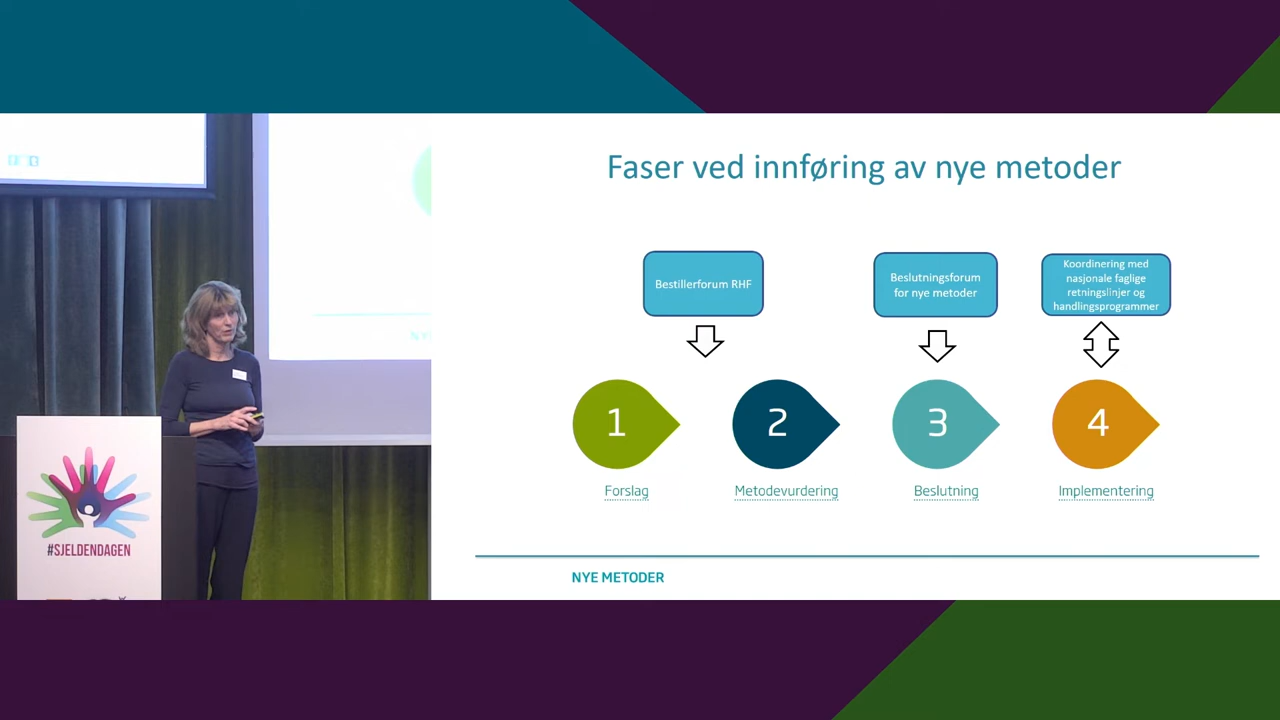 Faser ved innføring av nye metoder
Bestillerforum RHF
Beslutningsforum
for nye metoder
Koordinering med
nasjonale faglige
retningslinjer og
handlingsprogrammer
1
2
3
4
Forslag
Metodevurdering
Beslutning
Implementering
NYE METODER
#SJELDENDAGEN